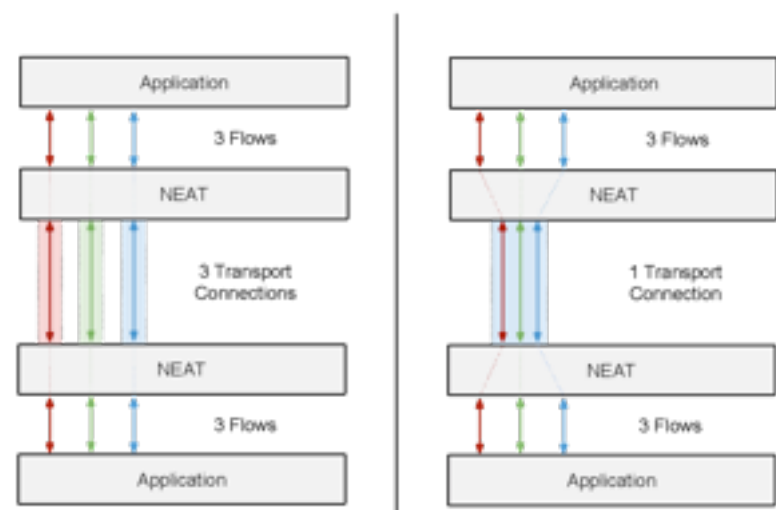 Application
3 Flows
NEAT
3 Transport
Connections
NEAT
3 Flows
Application
Application
3 Flows
NEAT
1 Transport
Connection
NEAT
3 Flows
Application